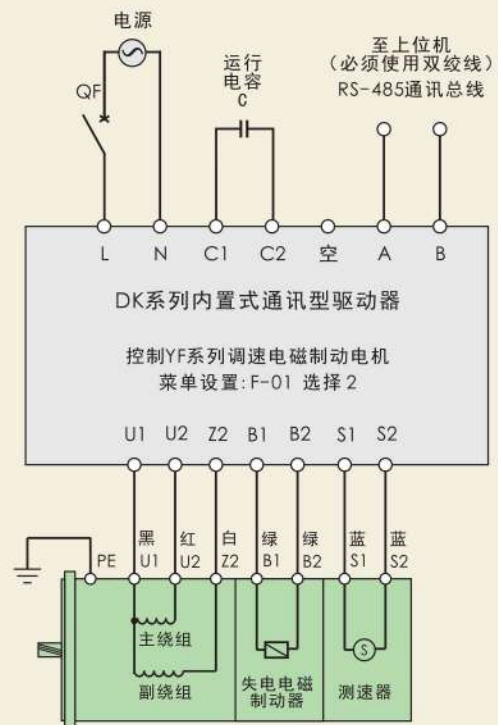 电源
QF
运行
电容
C
至上位机
(必须使用双绞线)
RS-485通讯总线
L N C1 C2 空 A B
DK系列内置式通讯型驱动器
控制YF系列调速电磁制动电机
菜单设置:F-01 选择2
U1 U2 Z2 B1 B2 S1 S2
黑 红 白 绿 绿 蓝 蓝
PE U1 U2 Z2 B1 B2 S1 S2
主绕组
副绕组
失电电磁
制动器
S
测速器